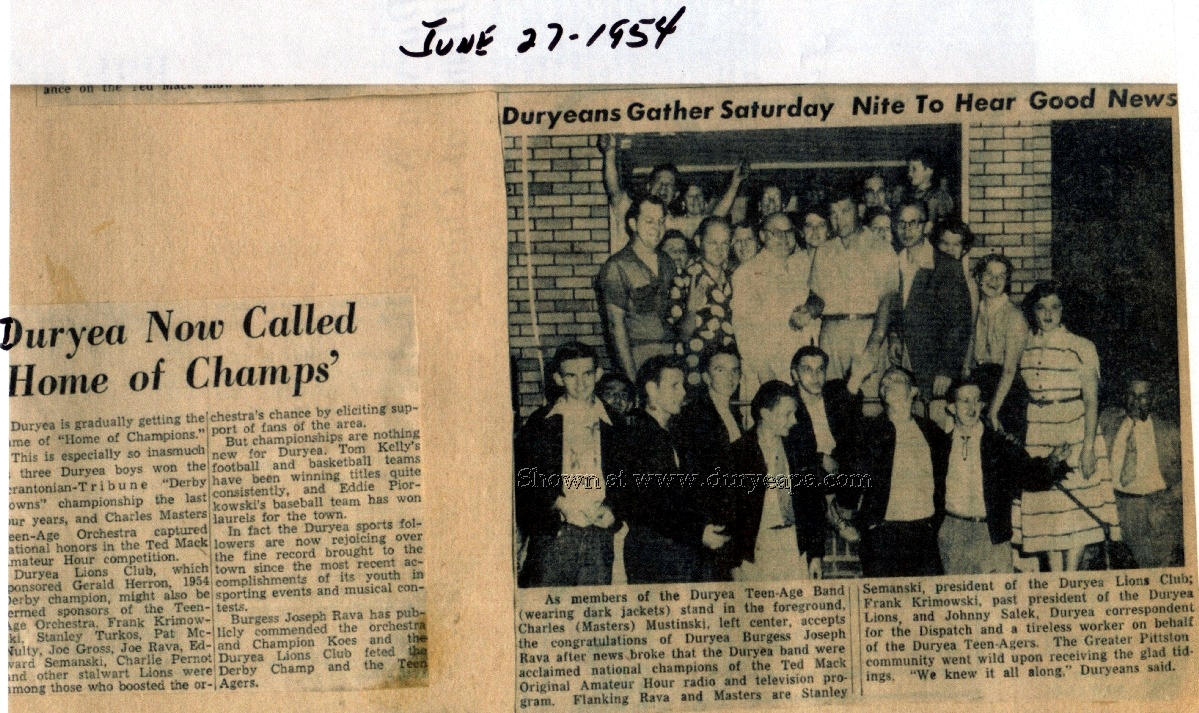 JUNE 27-1954
ance on the Ted Mack show
Duryea Now Called
Home of Champs'
Duryea is gradually getting the
me of "Home of Champions."
This is especially so inasmuch
three Duryea boys won the
crantonian-Tribune "Derby
owns" championship the last
our years, and Charles Masters
een-Age Orchestra captured
ational honors in the Ted Mack
mateur Hour competition.
Duryea Lions Club, which
ponsored Gerald Herron, 1954
Derby champion, might also be
ermed sponsors of the Teen-
Age Orchestra. Frank Krimow-
ki, Stanley Turkos, Pat Mc-
Nulty, Joe Gross, Joe Rava, Ed-
ward Semanski, Charlie Pernot
and other stalwart Lions were
among those who boosted the or-
chestra's chance by eliciting sup-
port of fans of the area.
But championships are nothing
new for Duryea. Tom Kelly's
football and basketball teams
have been winning titles quite
consistently, and Eddie Pior-
kowski's baseball team has won
laurels for the town.
In fact the Duryea sports fol-
lowers are now rejoicing over
the fine record brought to the
town since the most recent ac-
complishments of its youth in
sporting events and musical con-
tests.
Burgess Joseph Rava has pub-
licly commended the orchestra
and Champion Koes and the
Duryea Lions Club feted the
Derby Champ and the Teen
Agers.
Duryeans Gather Saturday Nite To Hear Good News
Shown at www.duryeapa.com
As members of the Duryea Teen-Age Band
(wearing dark jackets) stand in the foreground,
Charles (Masters) Mustinski, left center, accepts
the congratulations of Duryea Burgess Joseph
Rava after news broke that the Duryea band were
acclaimed national champions of the Ted Mack
Original Amateur Hour radio and television pro-
gram. Flanking Rava and Masters are Stanley
Semanski, president of the Duryea Lions Club;
Frank Krimowski, past president of the Duryea
Lions, and Johnny Salek, Duryea correspondent
for the Dispatch and a tireless worker on behalf
of the Duryea Teen-Agers. The Greater Pittston
community went wild upon receiving the glad tid-
ings. "We knew it all along," Duryeans said.